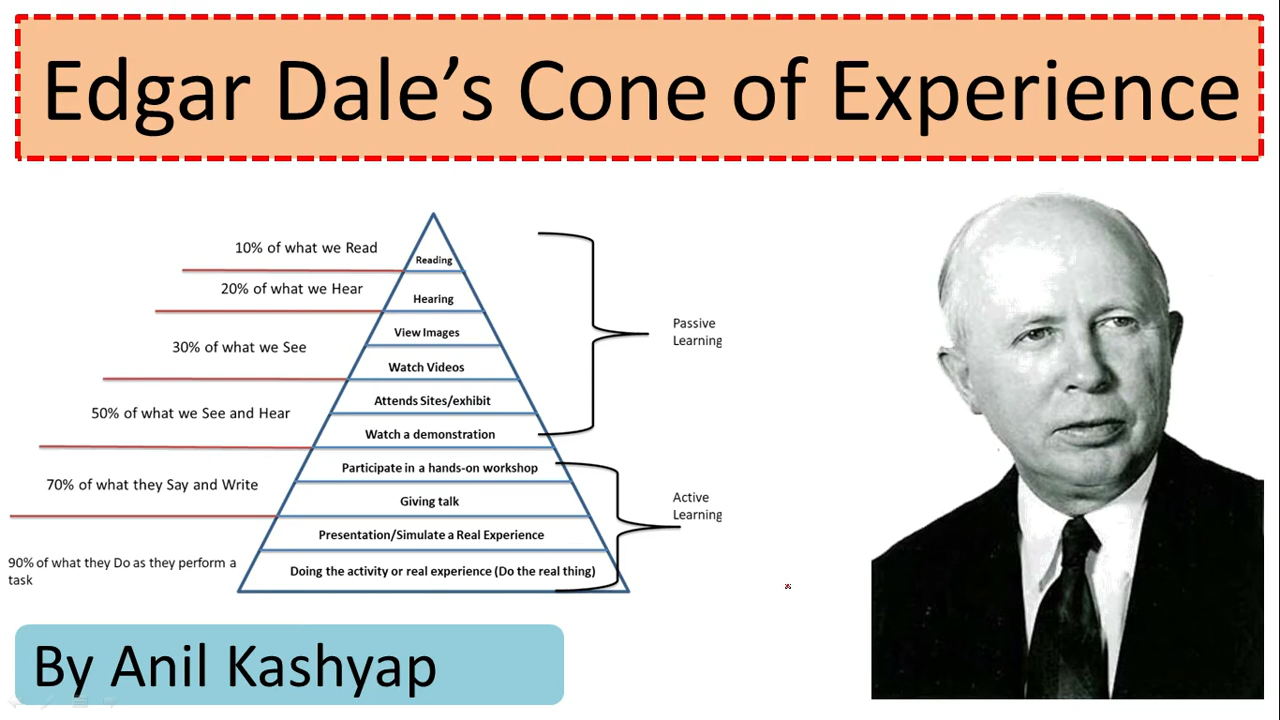 Edgar Dale’s Cone of Experience
10% of what we Read
20% of what we Hear
30% of what we See
50% of what we See and Hear
70% of what they Say and Write
90% of what they Do as they perform a
task
Reading
Hearing
View Images
Watch Videos
Attends Sites/exhibit
Watch a demonstration
Participate in a hands-on workshop
Giving talk
Presentation/Simulate a Real Experience
Doing the activity or real experience (Do the real thing)
Passive
Learning
Active
Learning
By Anil Kashyap